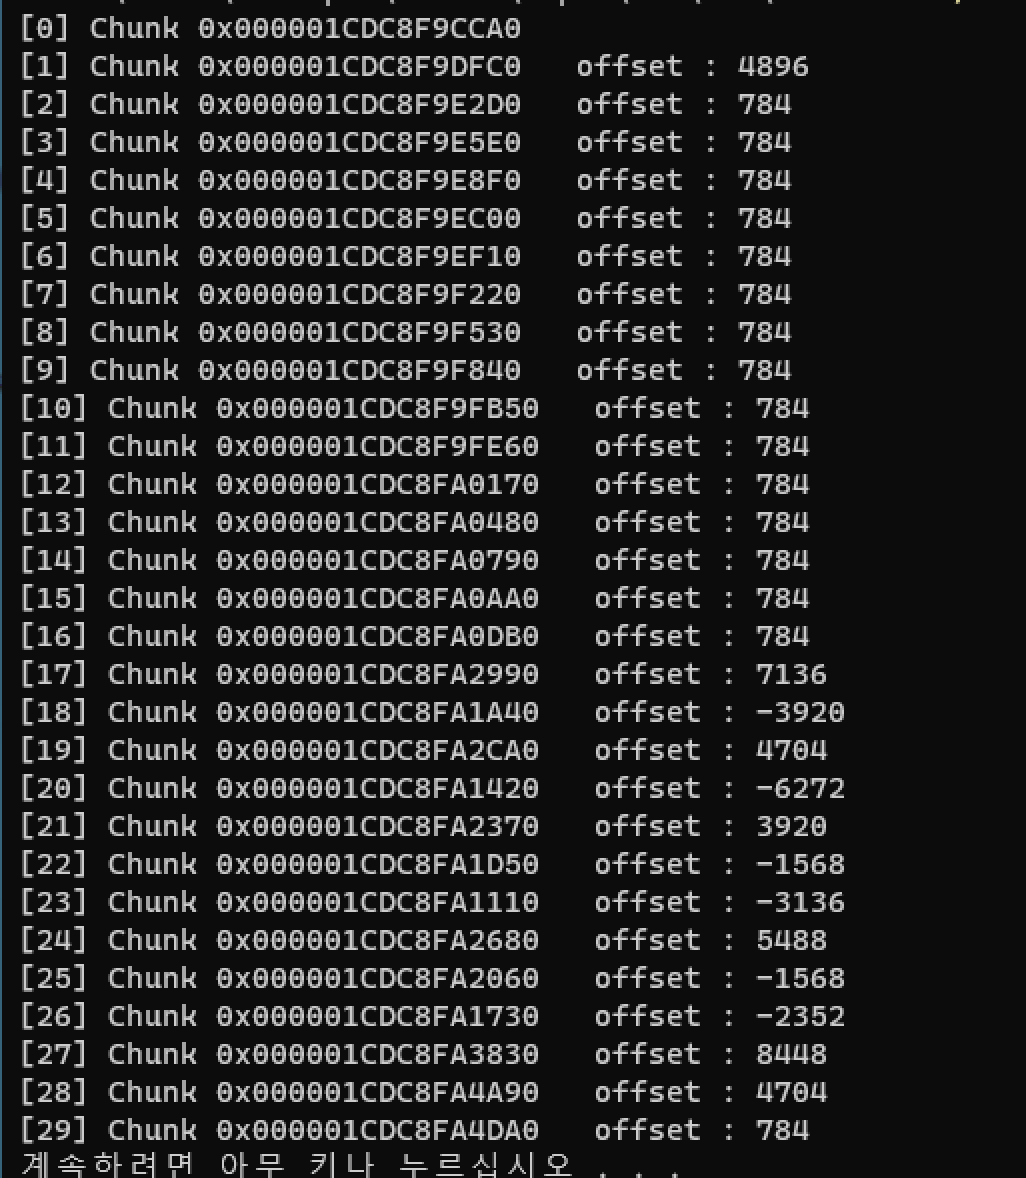 [0] Chunk 0x000001CDC8F9CCA0
[1] Chunk 0x000001CDC8F9DFC0   offset : 4896
[2] Chunk 0x000001CDC8F9E2D0   offset : 784
[3] Chunk 0x000001CDC8F9E5E0   offset : 784
[4] Chunk 0x000001CDC8F9E8F0   offset : 784
[5] Chunk 0x000001CDC8F9EC00   offset : 784
[6] Chunk 0x000001CDC8F9EF10   offset : 784
[7] Chunk 0x000001CDC8F9F220   offset : 784
[8] Chunk 0x000001CDC8F9F530   offset : 784
[9] Chunk 0x000001CDC8F9F840   offset : 784
[10] Chunk 0x000001CDC8F9FB50   offset : 784
[11] Chunk 0x000001CDC8F9FE60   offset : 784
[12] Chunk 0x000001CDC8FA0170   offset : 784
[13] Chunk 0x000001CDC8FA0480   offset : 784
[14] Chunk 0x000001CDC8FA0790   offset : 784
[15] Chunk 0x000001CDC8FA0AA0   offset : 784
[16] Chunk 0x000001CDC8FA0DB0   offset : 784
[17] Chunk 0x000001CDC8FA2990   offset : 7136
[18] Chunk 0x000001CDC8FA1A40   offset : -3920
[19] Chunk 0x000001CDC8FA2CA0   offset : 4704
[20] Chunk 0x000001CDC8FA1420   offset : -6272
[21] Chunk 0x000001CDC8FA2370   offset : 3920
[22] Chunk 0x000001CDC8FA1D50   offset : -1568
[23] Chunk 0x000001CDC8FA1110   offset : -3136
[24] Chunk 0x000001CDC8FA2680   offset : 5488
[25] Chunk 0x000001CDC8FA2060   offset : -1568
[26] Chunk 0x000001CDC8FA1730   offset : -2352
[27] Chunk 0x000001CDC8FA3830   offset : 8448
[28] Chunk 0x000001CDC8FA4A90   offset : 4704
[29] Chunk 0x000001CDC8FA4DA0   offset : 784
계속하려면 아무 키나 누르십시오 . . .